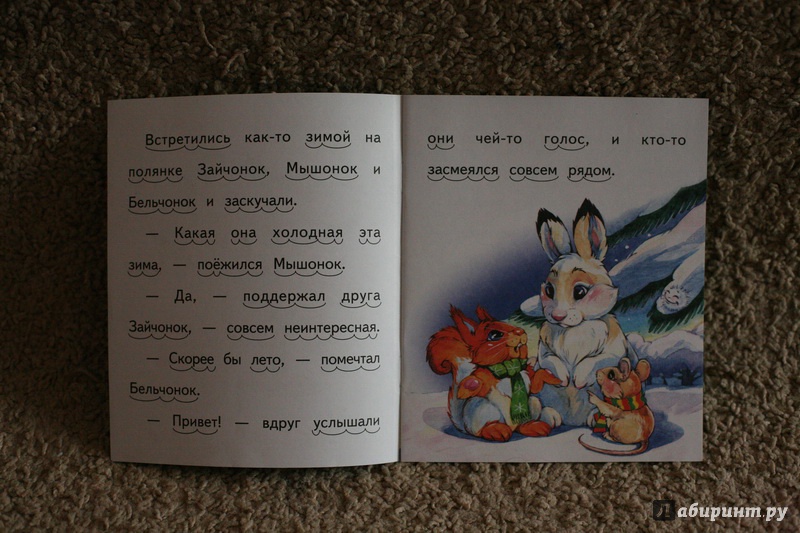 Встретились как-то зимой на
полянке Зайчонок, Мышонок и
Бельчонок и заскучали.
— Какая она холодная эта
зима, — поёжился Мышонок.
— Да, — поддержал друга
Зайчонок, — совсем неинтересная.
— Скорее бы лето, — помечтал
Бельчонок.
— Привет! — вдруг услышали
они чей-то голос, и кто-то
засмеялся совсем рядом.
Лабиринт.ру